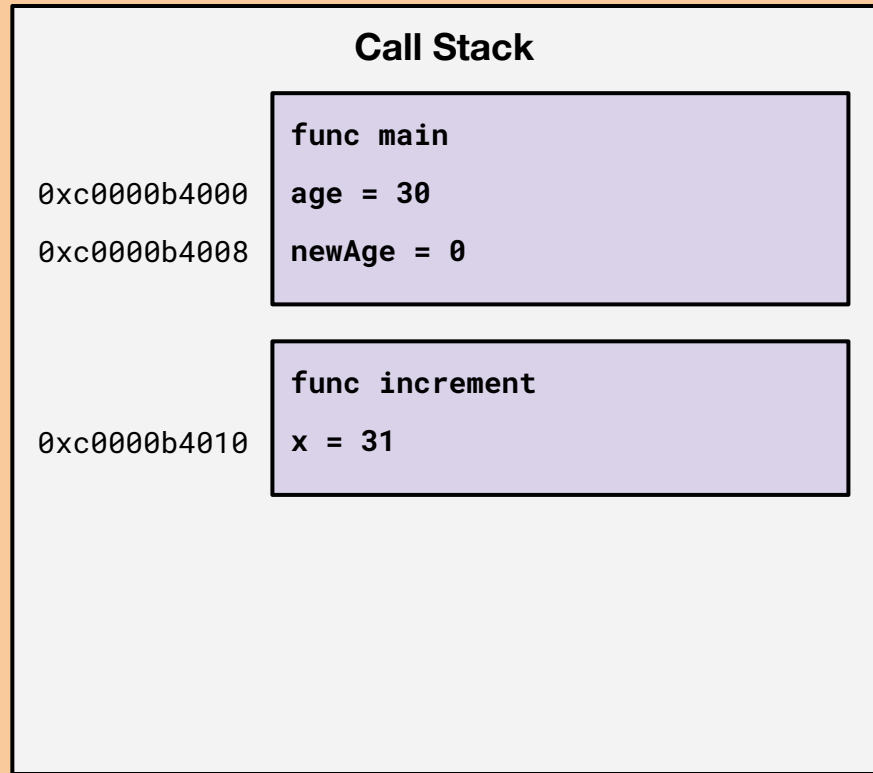 Call Stack
func main
0xc0000b4000 age = 30
0xc0000b4008 newAge = 0
func increment
0xc0000b4010 x = 31